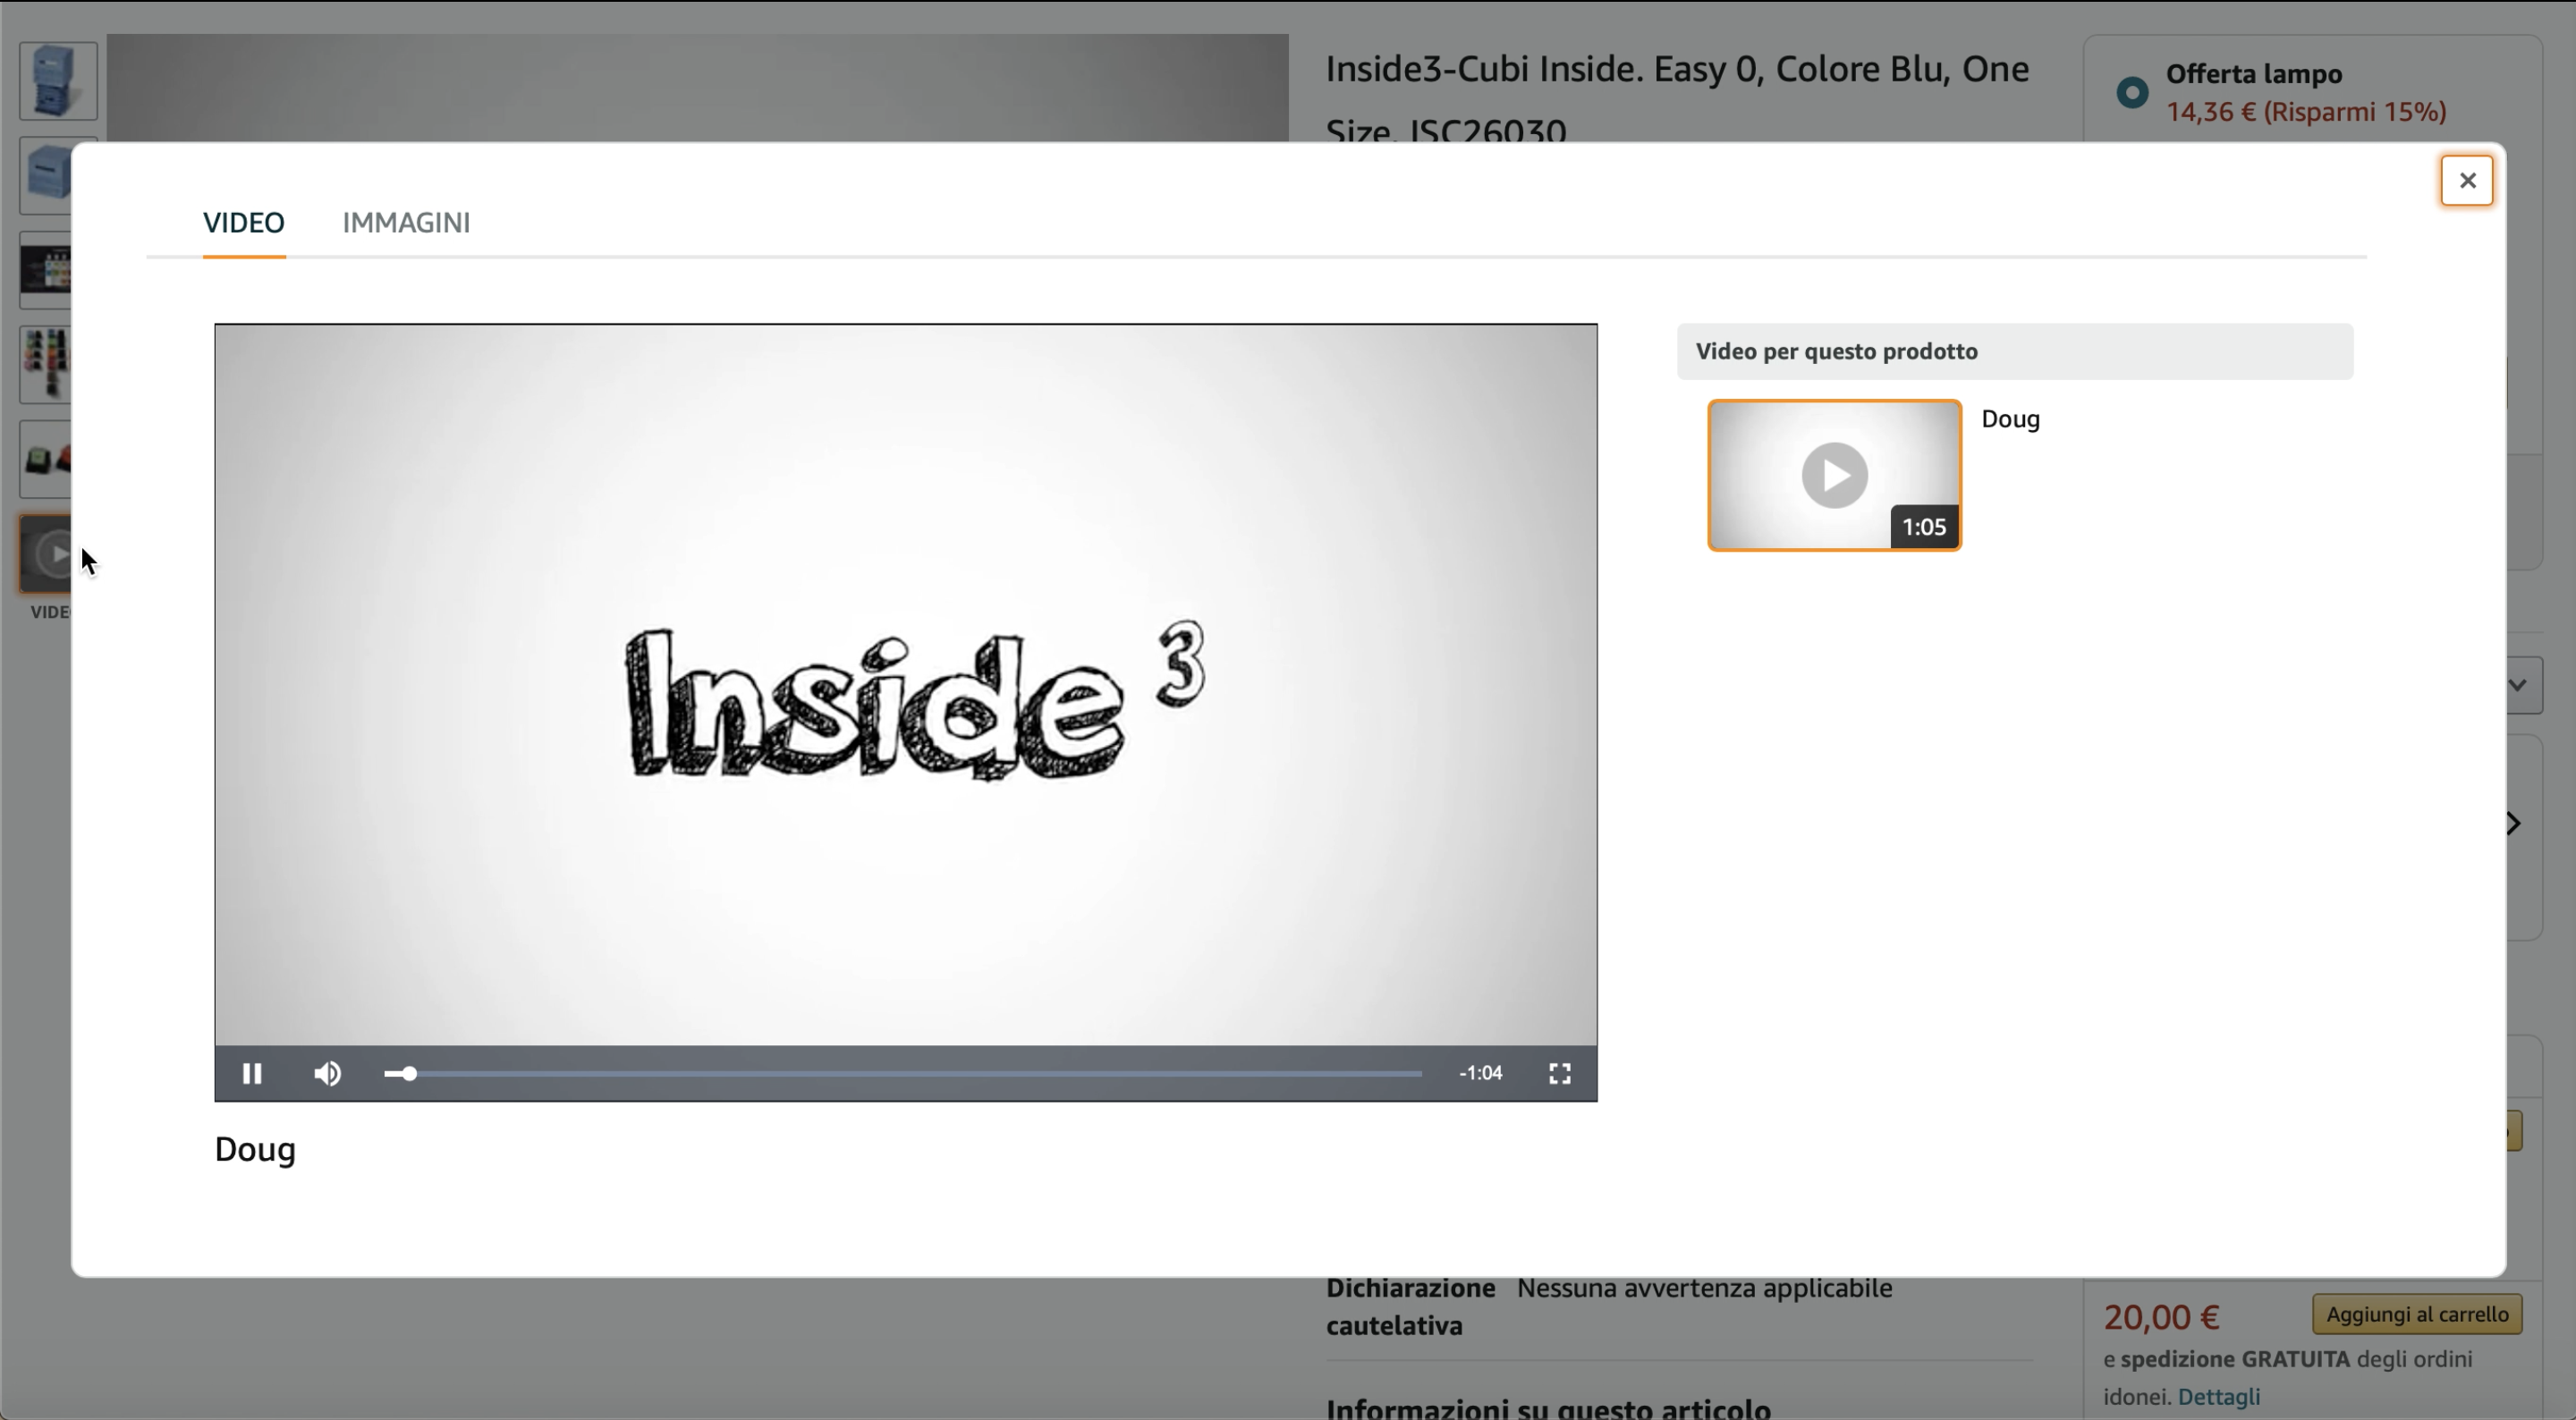 Inside3-Cubi Inside. Easy 0, Colore Blu, One
Size, ISC26030
Offerta lampo
14,36 € (Risparmi 15%)
VIDEO
IMMAGINI
Inside 3
-1:04
Doug
Video per questo prodotto
Doug
1:05
Dichiarazione Nessuna avvertenza applicabile
cautelativa
Informazioni su questo articolo
20,00 €
Aggiungi al carrello
e spedizione GRATUITA degli ordini
idonei. Dettagli